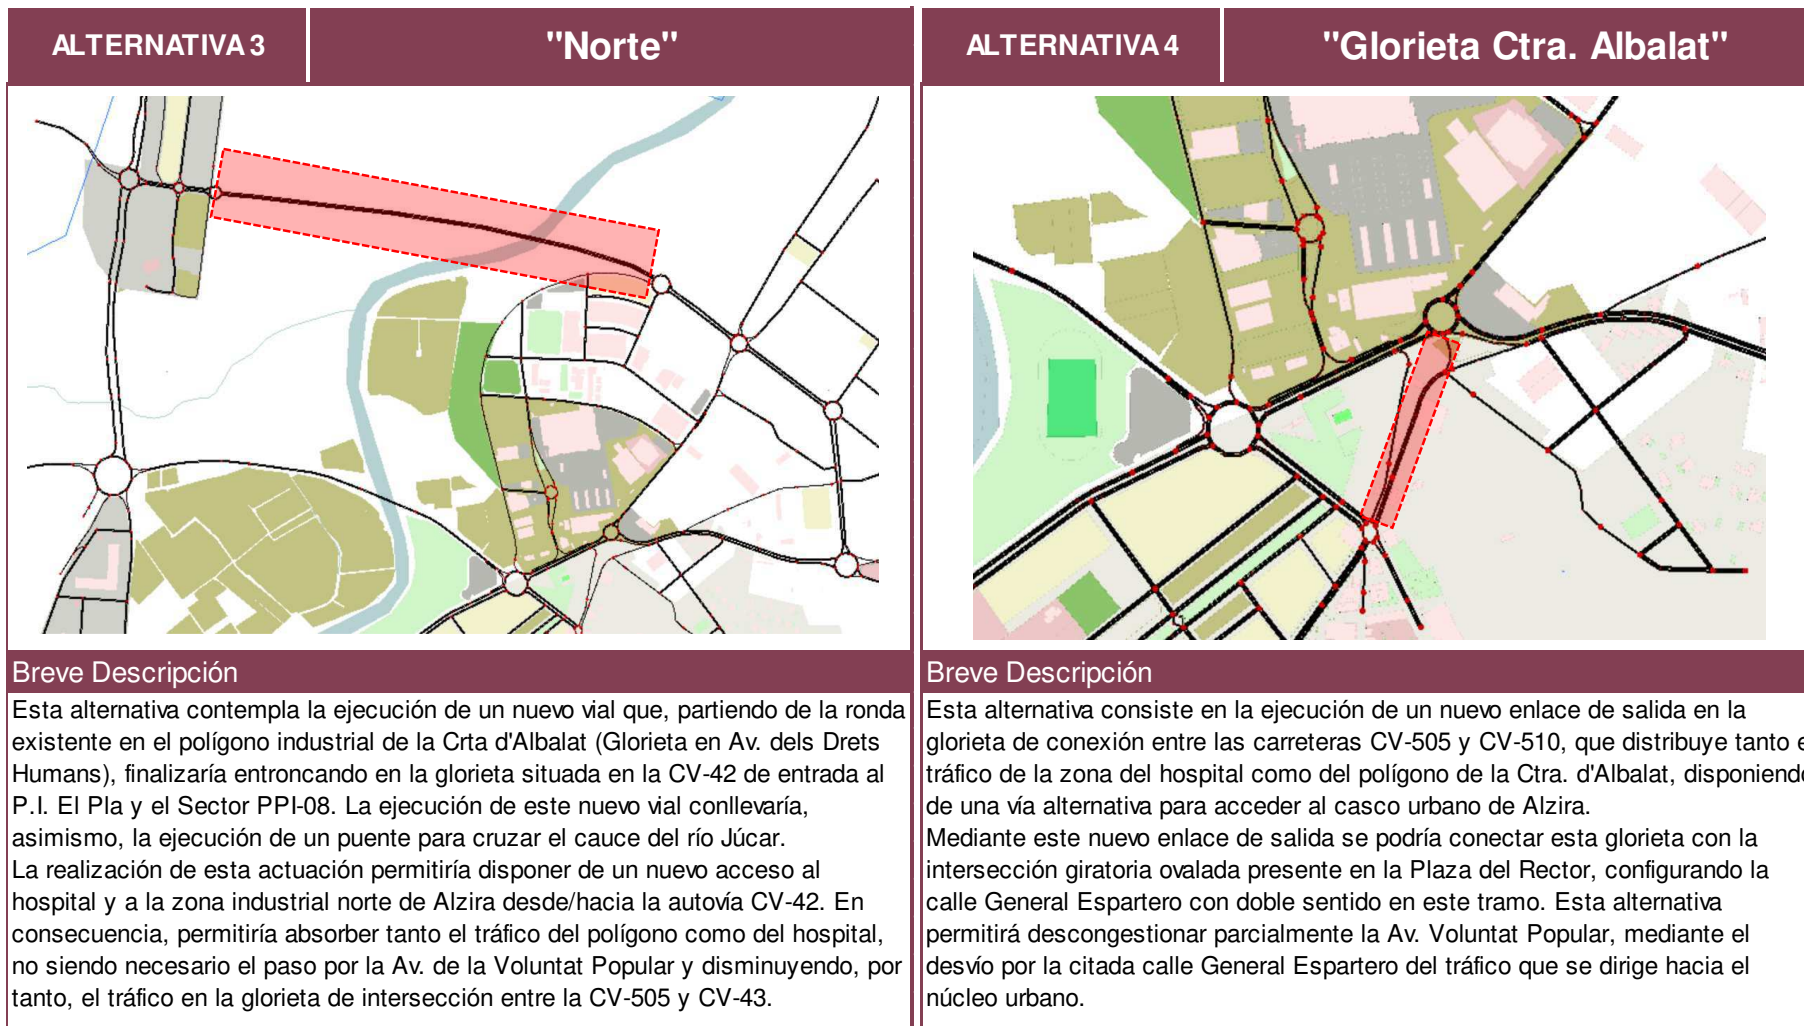 ALTERNATIVA 3
"Norte"
Breve Descripción
Esta alternativa contempla la ejecución de un nuevo vial que, partiendo de la ronda
existente en el polígono industrial de la Crta d'Albalat (Glorieta en Av. dels Drets
Humans), finalizaría entroncando en la glorieta situada en la CV-42 de entrada al
P.I. El Pla y el Sector PPI-08. La ejecución de este nuevo vial conllevaría,
asimismo, la ejecución de un puente para cruzar el cauce del río Júcar.
La realización de esta actuación permitiría disponer de un nuevo acceso al
hospital y a la zona industrial norte de Alzira desde/hacia la autovía CV-42. En
consecuencia, permitiría absorber tanto el tráfico del polígono como del hospital,
no siendo necesario el paso por la Av. de la Voluntat Popular y disminuyendo, por
tanto, el tráfico en la glorieta de intersección entre la CV-505 y CV-43.
ALTERNATIVA 4
"Glorieta Ctra. Albalat"
Breve Descripción
Esta alternativa consiste en la ejecución de un nuevo enlace de salida en la
glorieta de conexión entre las carreteras CV-505 y CV-510, que distribuye tanto e
tráfico de la zona del hospital como del polígono de la Ctra. d'Albalat, disponiendo
de una vía alternativa para acceder al casco urbano de Alzira.
Mediante este nuevo enlace de salida se podría conectar esta glorieta con la
intersección giratoria ovalada presente en la Plaza del Rector, configurando la
calle General Espartero con doble sentido en este tramo. Esta alternativa
permitirá descongestionar parcialmente la Av. Voluntat Popular, mediante el
desvío por la citada calle General Espartero del tráfico que se dirige hacia el
núcleo urbano.